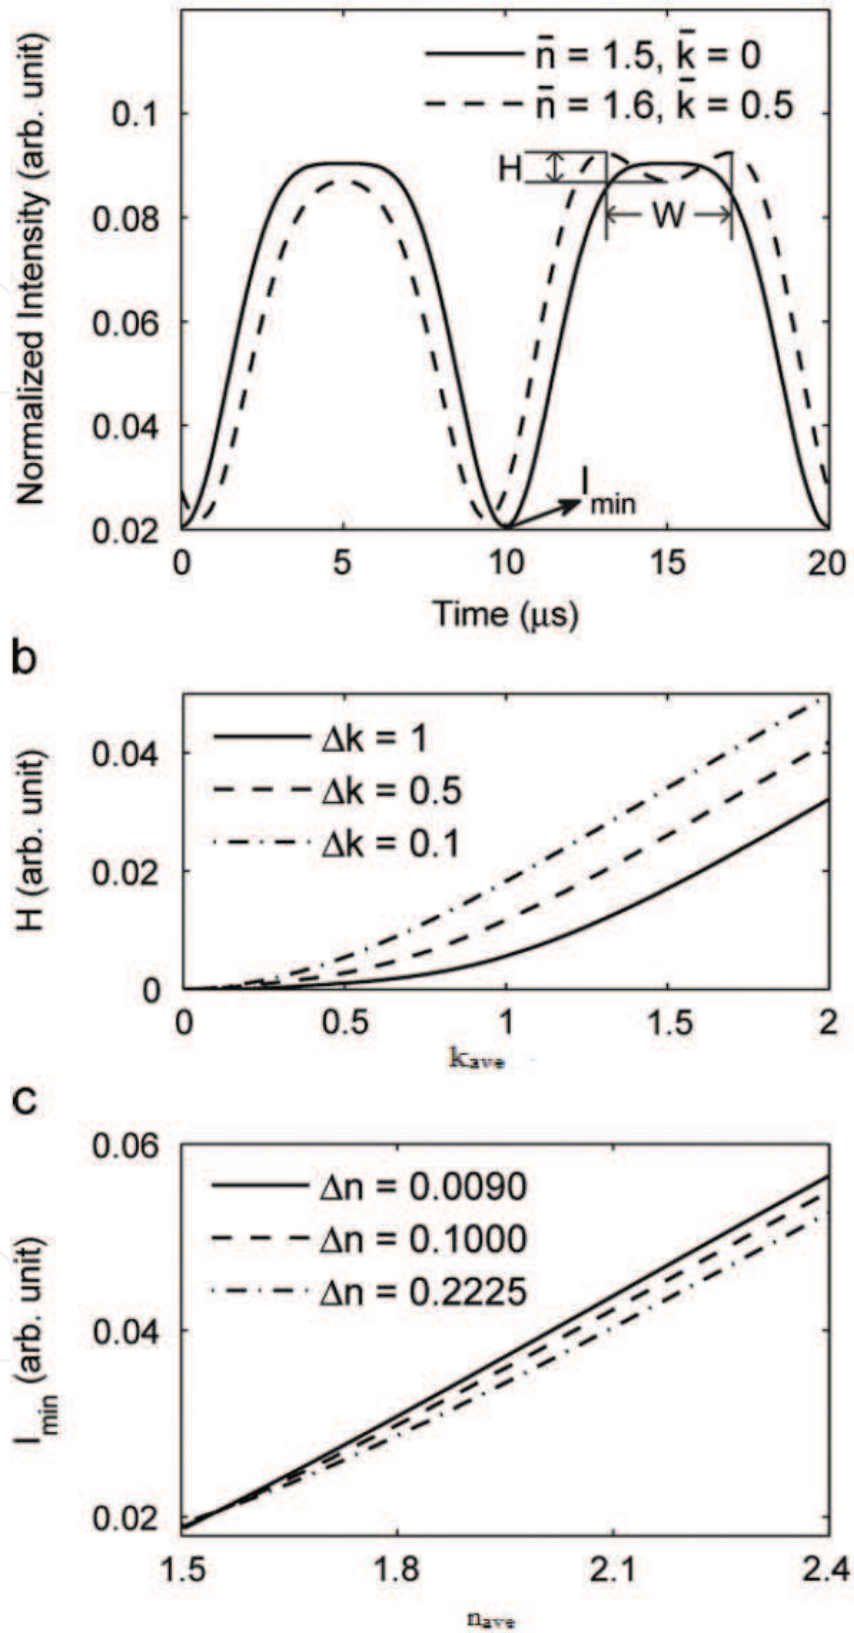 n̄ = 1.5, k̄ = 0
n̄ = 1.6, k̄ = 0.5
Normalized Intensity (arb. unit)
0.1
0.08
0.06
0.04
0.02
H
W
I_min
0 5 10 15 20
Time (μs)
b
H (arb. unit)
0.04
0.02
0
Δk = 1
Δk = 0.5
Δk = 0.1
0 0.5 1 1.5 2
k_ave
c
I_min (arb. unit)
0.06
0.04
0.02
Δn = 0.0090
Δn = 0.1000
Δn = 0.2225
1.5 1.8 2.1 2.4
n_ave